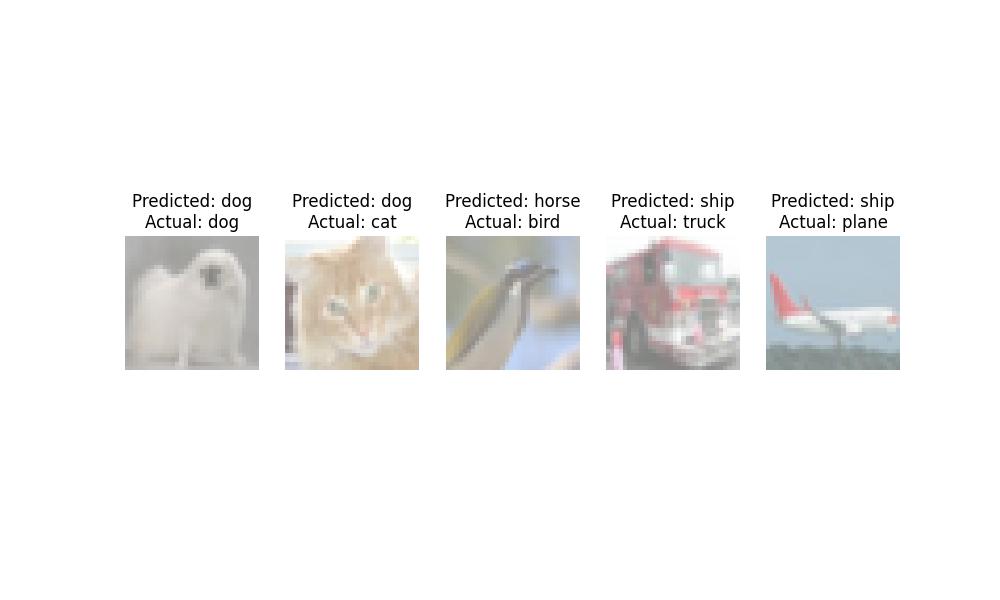 Predicted: dog
Actual: dog
Predicted: dog
Actual: cat
Predicted: horse
Actual: bird
Predicted: ship
Actual: truck
Predicted: ship
Actual: plane